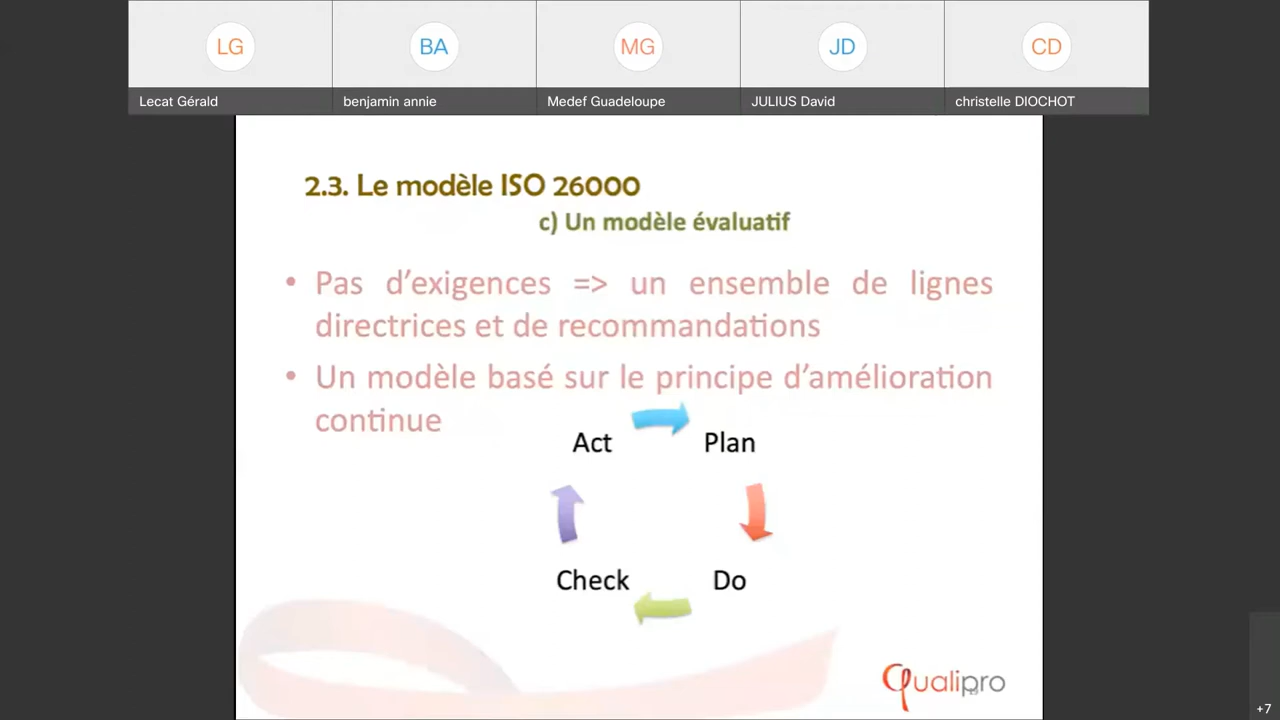 LG
BA
MG
JD
CD
Lecat Gérald
benjamin annie
Medef Guadeloupe
JULIUS David
christelle DIOCHOT
2.3. Le modèle ISO 26000
c) Un modèle évaluatif
• Pas d'exigences => un ensemble de lignes
directrices et de recommandations
• Un modèle basé sur le principe d'amélioration
continue
Act
Plan
Check
Do
Qualipro
+7